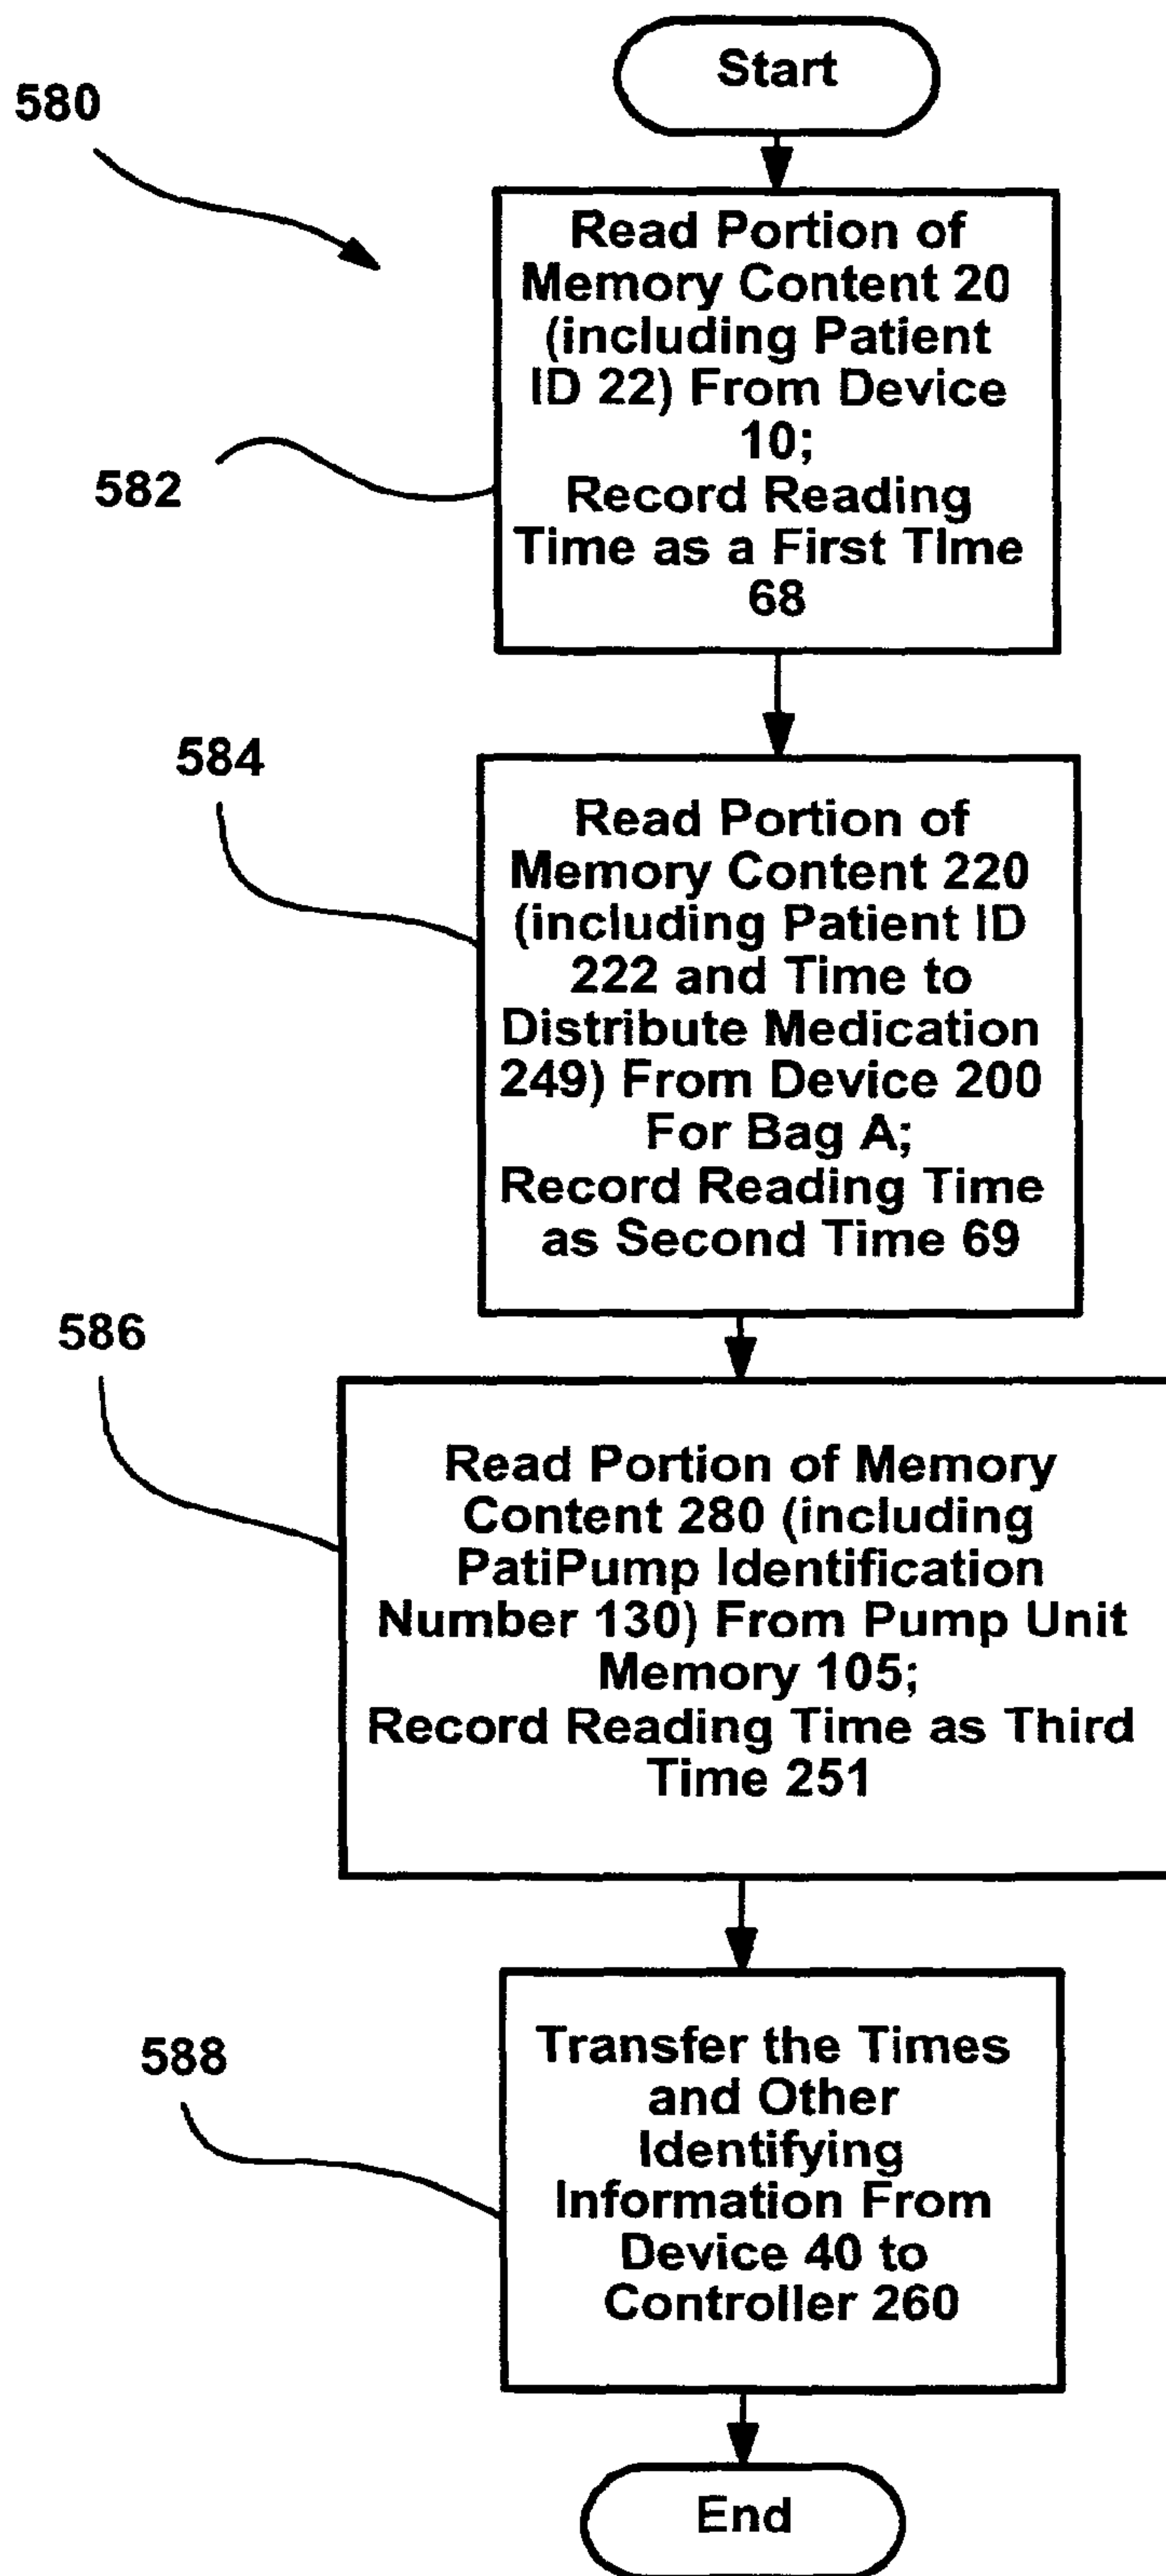 Start
580
Read Portion of
Memory Content 20
(including Patient
ID 22) From Device
10;
Record Reading
Time as a First TIme
68
582
584
Read Portion of
Memory Content 220
(including Patient ID
222 and Time to
Distribute Medication
249) From Device 200
For Bag A;
Record Reading Time
as Second Time 69
586
Read Portion of Memory
Content 280 (including
PatiPump Identification
Number 130) From Pump Unit
Memory 105;
Record Reading Time as Third
Time 251
588
Transfer the Times
and Other
Identifying
Information From
Device 40 to
Controller 260
End